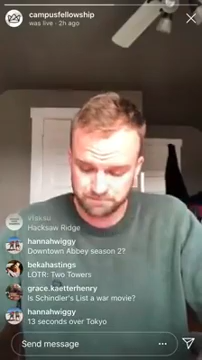 campusfellowship
was live · 2h ago
Hacksaw Ridge
hannahwiggy
Downtown Abbey season 2?
bekahastings
LOTR: Two Towers
grace.kaetterhenry
Is Schindler's List a war movie?
hannahwiggy
13 seconds over Tokyo
Send message